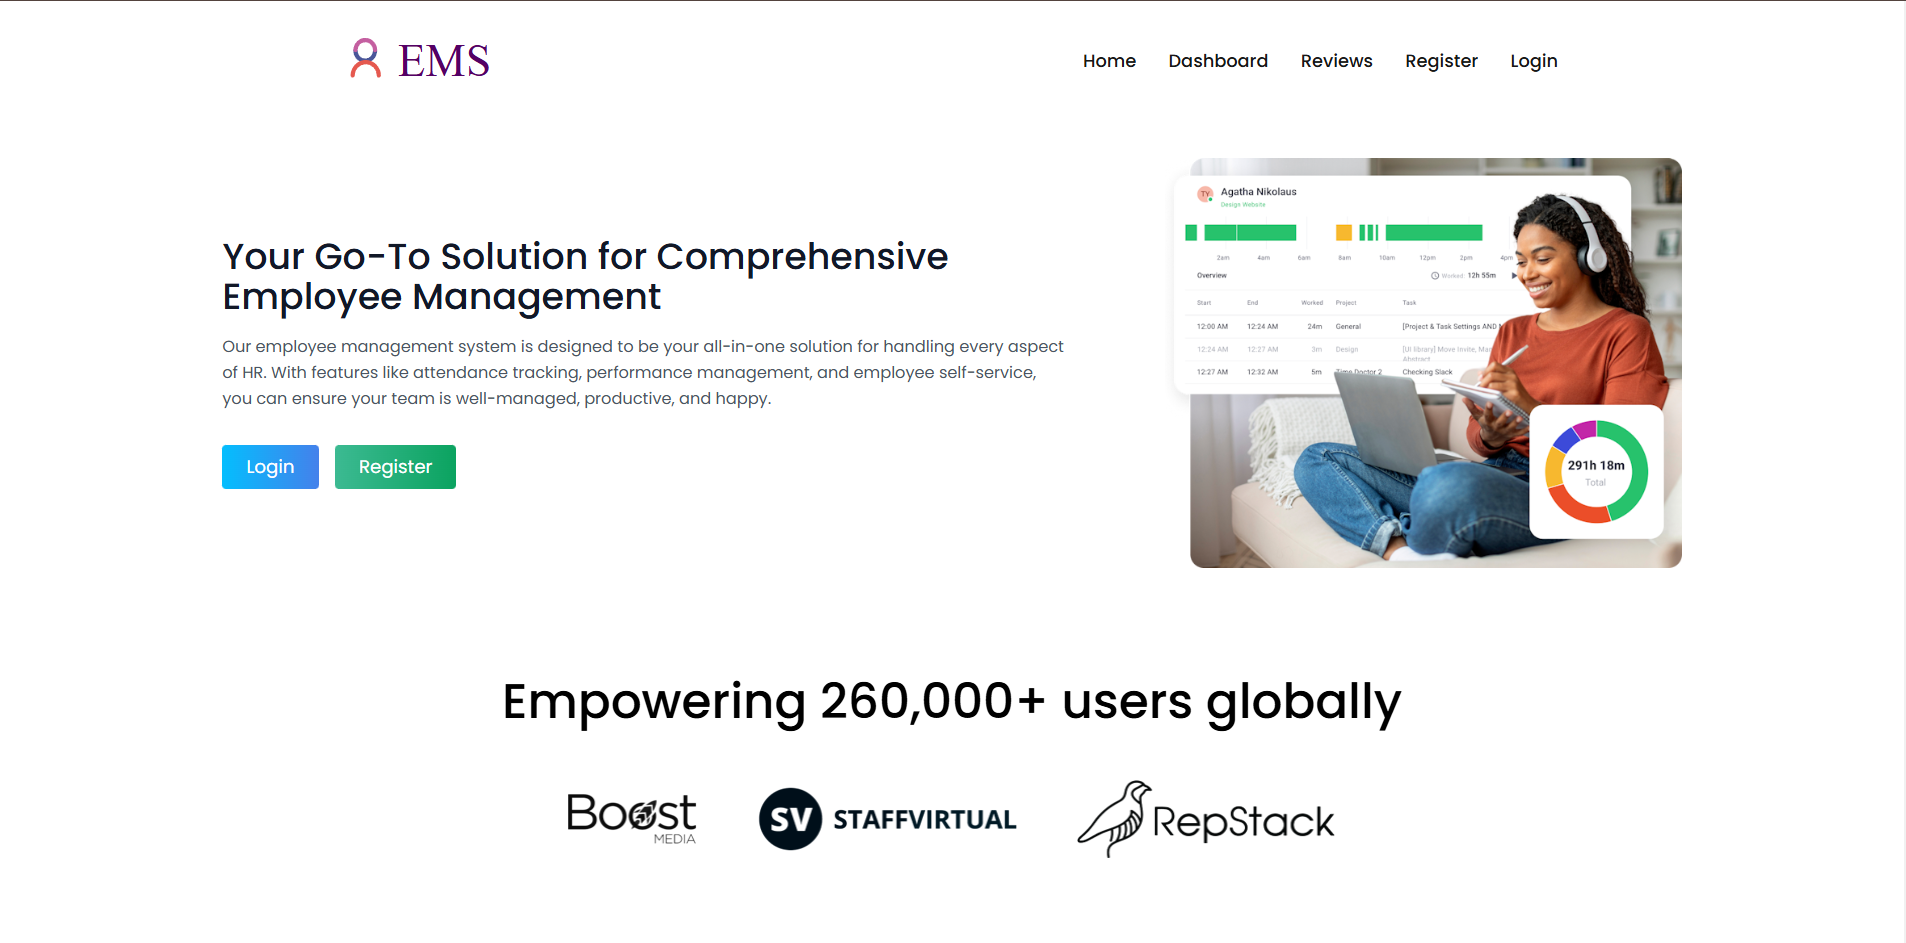 EMS
Home Dashboard Reviews Register Login
Your Go-To Solution for Comprehensive
Employee Management
Our employee management system is designed to be your all-in-one solution for handling every aspect
of HR. With features like attendance tracking, performance management, and employee self-service,
you can ensure your team is well-managed, productive, and happy.
Login Register
TY Agatha Nikolaus
Design Website
2am 4am 6am 8am 10am 12pm 2pm 4pm
Overview Worked 12h 55m
Start End Worked Project Task
12:00 AM 12:24 AM 24m General [Project & Task Settings AND
12:24 AM 12:27 AM 3m Design [UI library] Move Invite,
Abstract
12:27 AM 12:32 AM 5m Time Doctor 2 Checking Slack
291h 18m
Total
Empowering 260,000+ users globally
Boost
MEDIA
SV STAFFVIRTUAL
RepStack